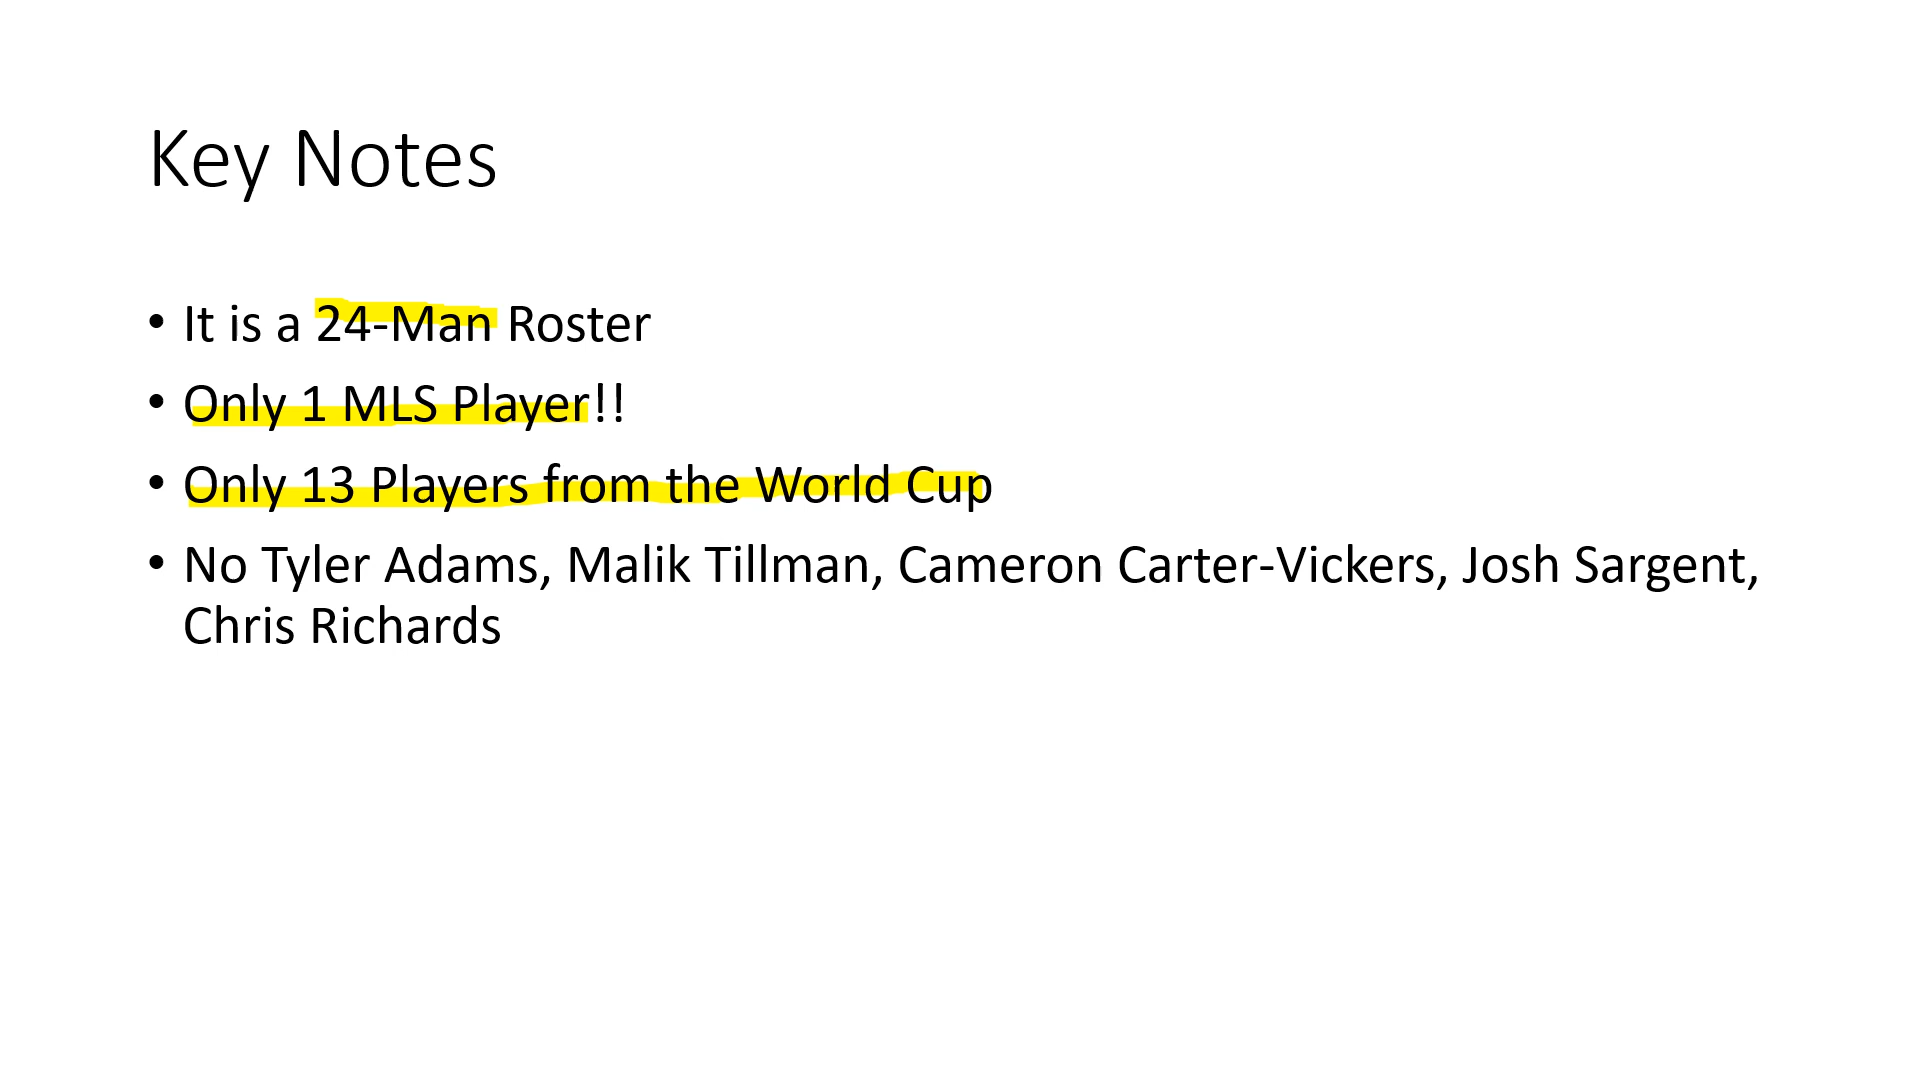 Key Notes
• It is a 24-Man Roster
• Only 1 MLS Player!!
• Only 13 Players from the World Cup
• No Tyler Adams, Malik Tillman, Cameron Carter-Vickers, Josh Sargent,
Chris Richards